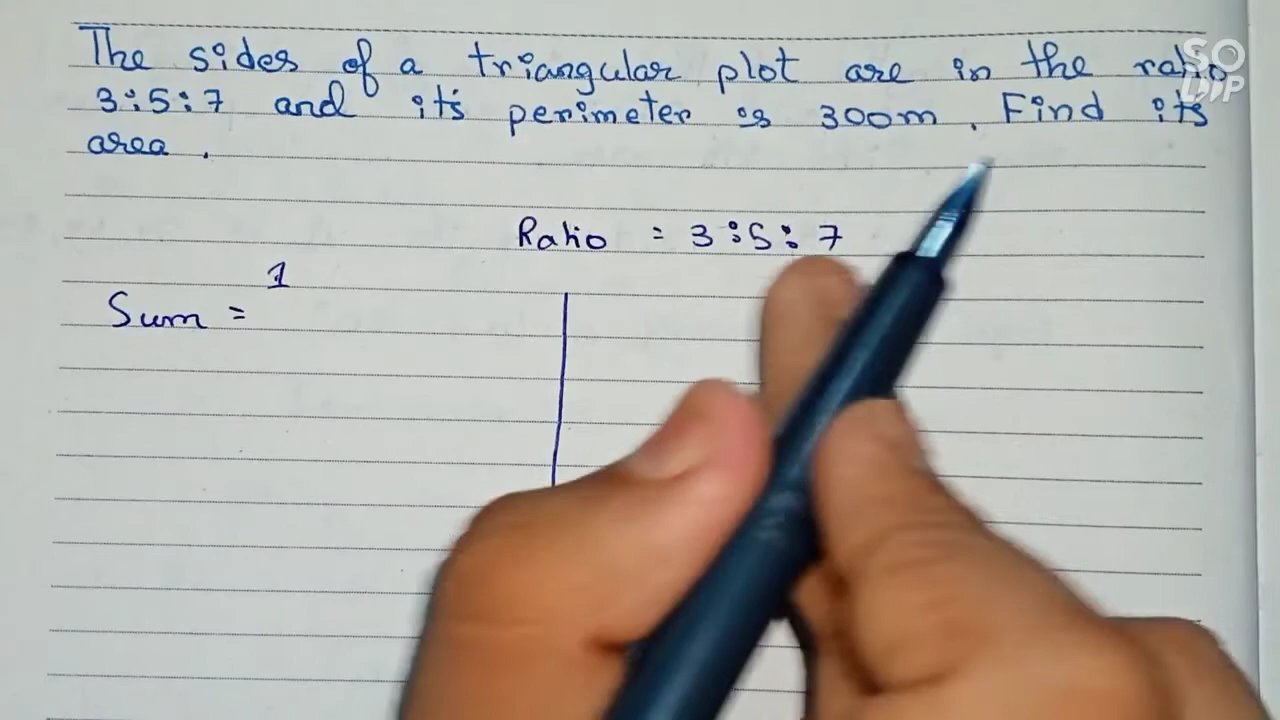 The sides of a triangular plot are in the ratio
3:5:7 and its perimeter is 300m. Find its
area.
Ratio = 3:5:7
1
Sum =